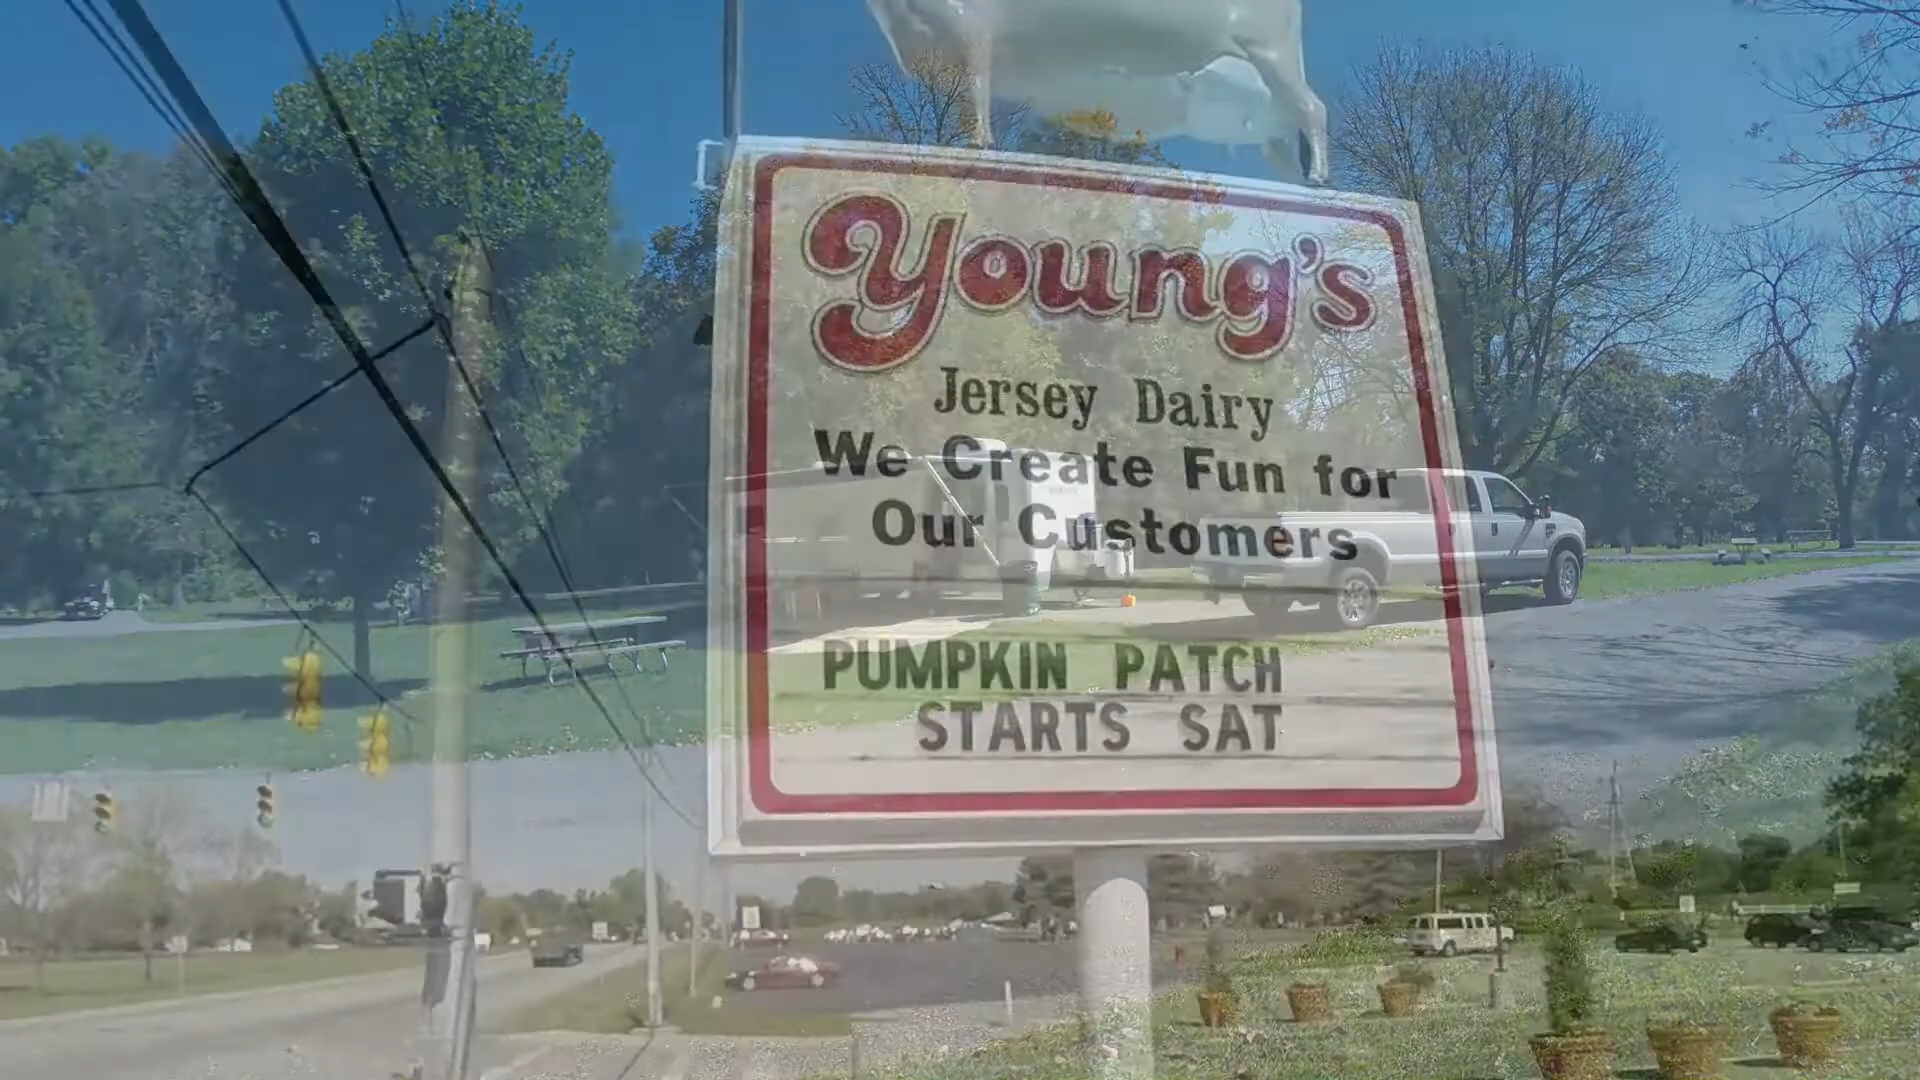 Young's
Jersey Dairy
We Create Fun for
Our Customers
PUMPKIN PATCH
STARTS SAT